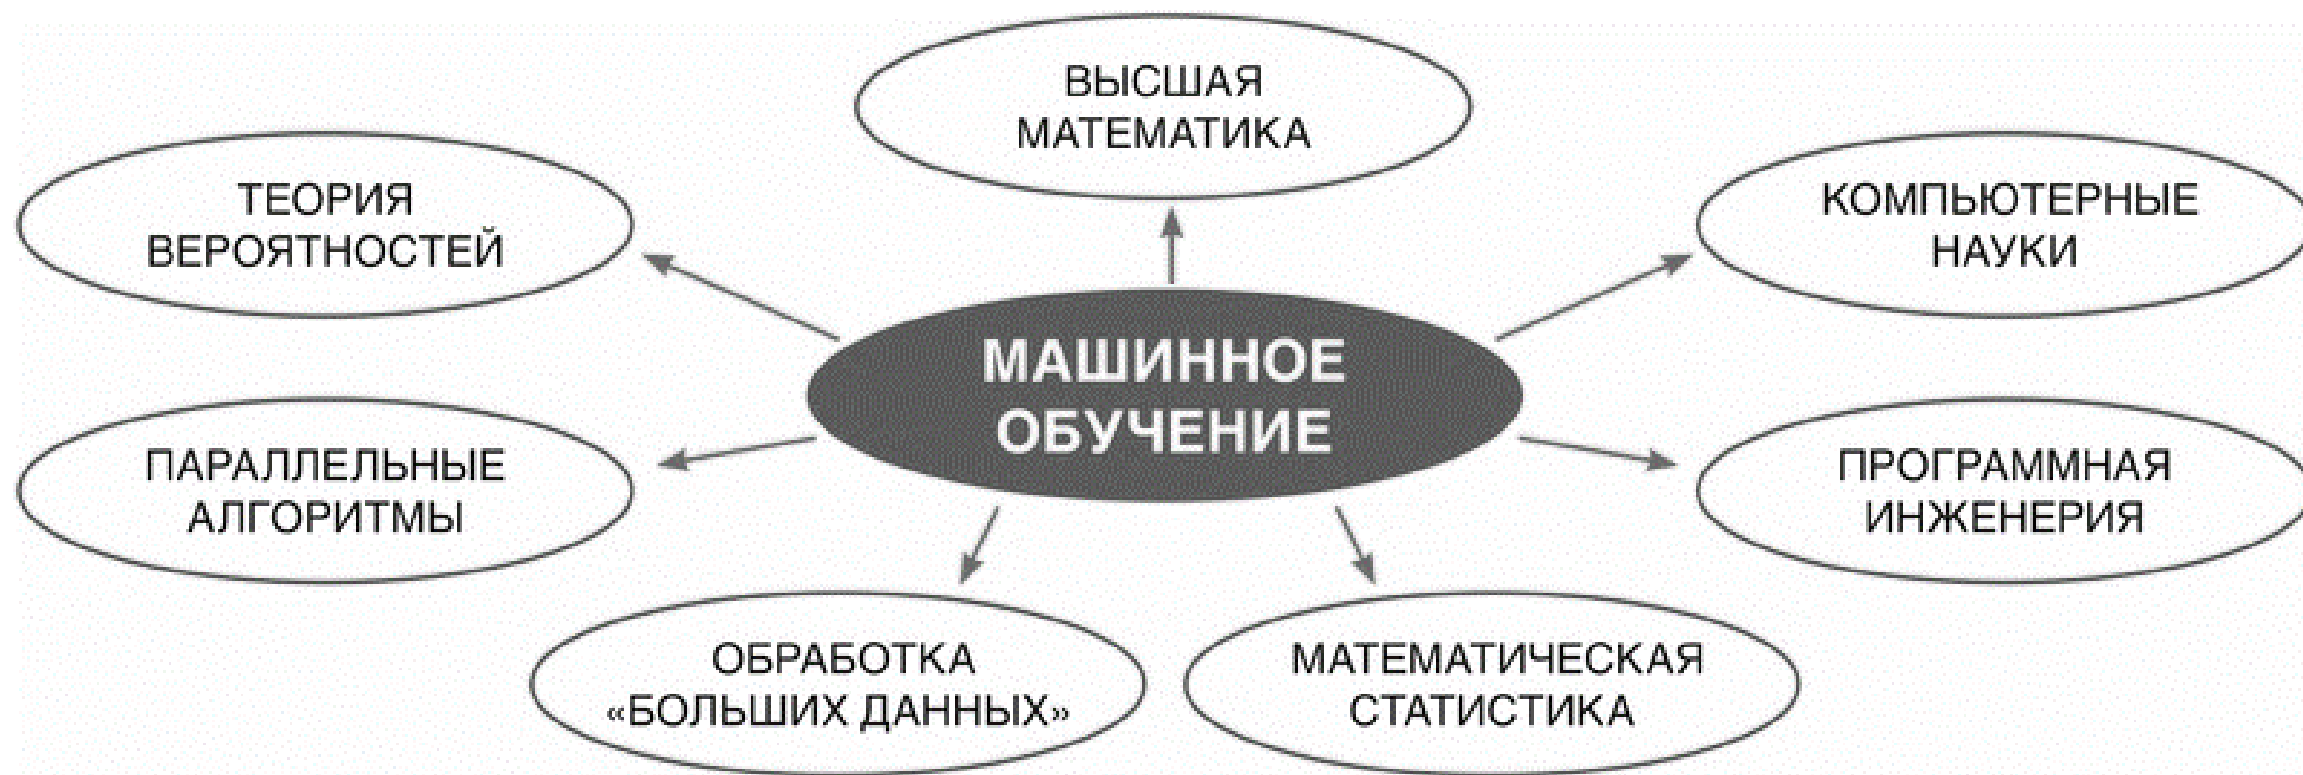 ВЫСШАЯ
МАТЕМАТИКА
ТЕОРИЯ
ВЕРОЯТНОСТЕЙ
КОМПЬЮТЕРНЫЕ
НАУКИ
МАШИННОЕ
ОБУЧЕНИЕ
ПАРАЛЛЕЛЬНЫЕ
АЛГОРИТМЫ
ПРОГРАММНАЯ
ИНЖЕНЕРИЯ
ОБРАБОТКА
«БОЛЬШИХ ДАННЫХ»
МАТЕМАТИЧЕСКАЯ
СТАТИСТИКА